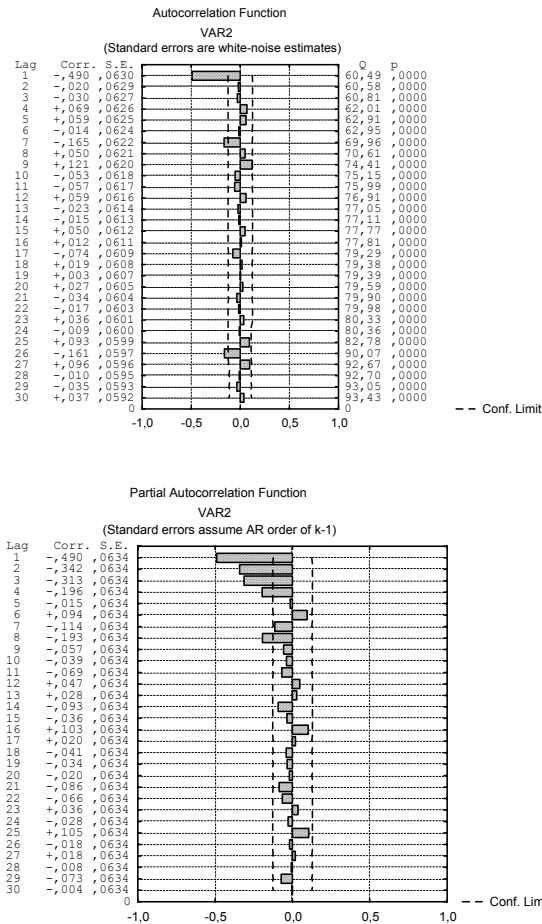 Autocorrelation Function
VAR2
(Standard errors are white-noise estimates)
Lag Corr. S.E. Q p
1 -,490 ,0630 60,49 ,0000
2 -,020 ,0629 60,58 ,0000
3 -,030 ,0627 60,81 ,0000
4 +,069 ,0626 62,01 ,0000
5 +,059 ,0625 62,91 ,0000
6 -,014 ,0624 62,95 ,0000
7 -,165 ,0622 69,96 ,0000
8 +,050 ,0621 70,61 ,0000
9 +,121 ,0620 74,41 ,0000
10 -,053 ,0618 75,15 ,0000
11 -,057 ,0617 75,99 ,0000
12 +,059 ,0616 76,91 ,0000
13 -,023 ,0614 77,05 ,0000
14 -,015 ,0613 77,11 ,0000
15 +,050 ,0612 77,77 ,0000
16 +,012 ,0611 77,81 ,0000
17 -,074 ,0609 79,29 ,0000
18 +,019 ,0608 79,38 ,0000
19 +,003 ,0607 79,39 ,0000
20 +,027 ,0605 79,59 ,0000
21 -,034 ,0604 79,90 ,0000
22 -,017 ,0603 79,98 ,0000
23 +,036 ,0601 80,33 ,0000
24 -,009 ,0600 80,36 ,0000
25 +,093 ,0599 82,78 ,0000
26 -,161 ,0597 90,07 ,0000
27 +,096 ,0596 92,67 ,0000
28 -,010 ,0595 92,70 ,0000
29 -,035 ,0593 93,05 ,0000
30 +,037 ,0592 93,43 ,0000
0 0
-1,0 -0,5 0,0 0,5 1,0
Conf. Limit
Partial Autocorrelation Function
VAR2
(Standard errors assume AR order of k-1)
Lag Corr. S.E.
1 -,490 ,0634
2 -,342 ,0634
3 -,313 ,0634
4 -,196 ,0634
5 -,015 ,0634
6 +,094 ,0634
7 -,114 ,0634
8 -,193 ,0634
9 -,057 ,0634
10 -,039 ,0634
11 -,069 ,0634
12 +,047 ,0634
13 +,028 ,0634
14 -,093 ,0634
15 -,036 ,0634
16 +,103 ,0634
17 +,020 ,0634
18 -,041 ,0634
19 -,034 ,0634
20 -,020 ,0634
21 -,086 ,0634
22 -,066 ,0634
23 +,036 ,0634
24 -,028 ,0634
25 +,105 ,0634
26 -,018 ,0634
27 +,018 ,0634
28 -,008 ,0634
29 -,073 ,0634
30 -,004 ,0634
0
-1,0 -0,5 0,0 0,5 1,0
Conf. Limit